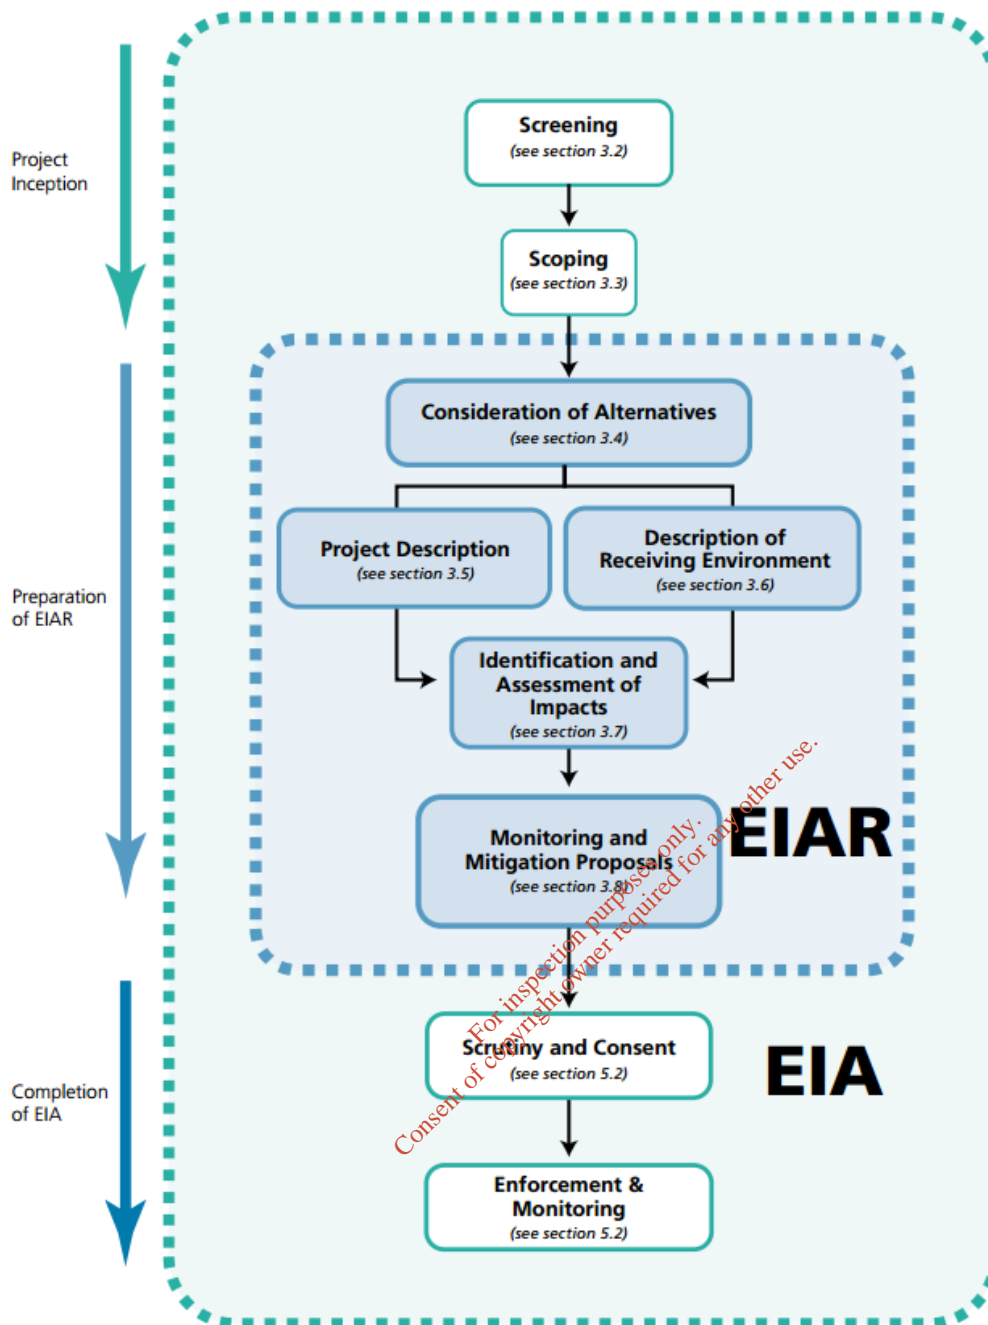 Project
Inception
Screening
(see section 3.2)
Scoping
(see section 3.3)
Consideration of Alternatives
(see section 3.4)
Project Description
(see section 3.5)
Description of
Receiving Environment
(see section 3.6)
Preparation
of EIAR
Identification and
Assessment of
Impacts
(see section 3.7)
Monitoring and
Mitigation Proposals
(see section 3.8)
EIAR
For inspection purposes only.
Consent of copyright owner required for any other use.
Scrutiny and Consent
(see section 5.2)
EIA
Completion
of EIA
Enforcement &
Monitoring
(see section 5.2)